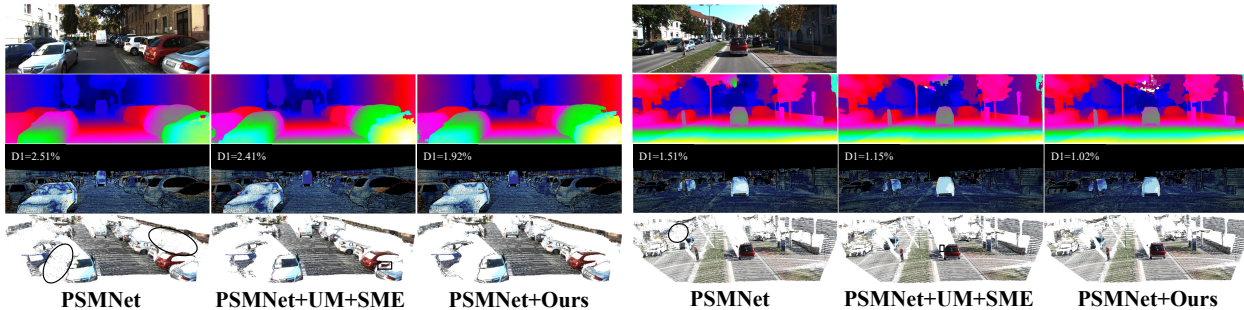 D1=2.51% D1=2.41% D1=1.92% D1=1.51% D1=1.15% D1=1.02%
PSMNet PSMNet+UM+SME PSMNet+Ours PSMNet PSMNet+UM+SME PSMNet+Ours